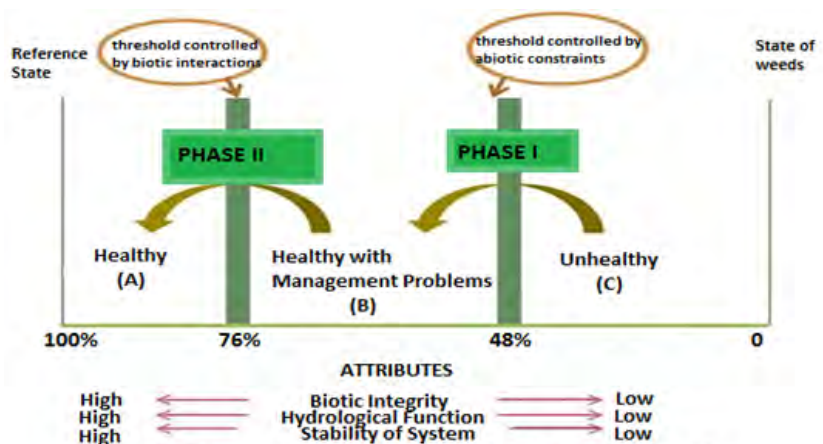 Reference
State
threshold controlled
by biotic interactions
threshold controlled by
abiotic constraints
State of
weeds
PHASE II
PHASE I
Healthy
(A)
Healthy with
Management Problems
(B)
Unhealthy
(C)
100%
76%
48%
0
ATTRIBUTES
High Biotic Integrity Low
High Hydrological Function Low
High Stability of System Low